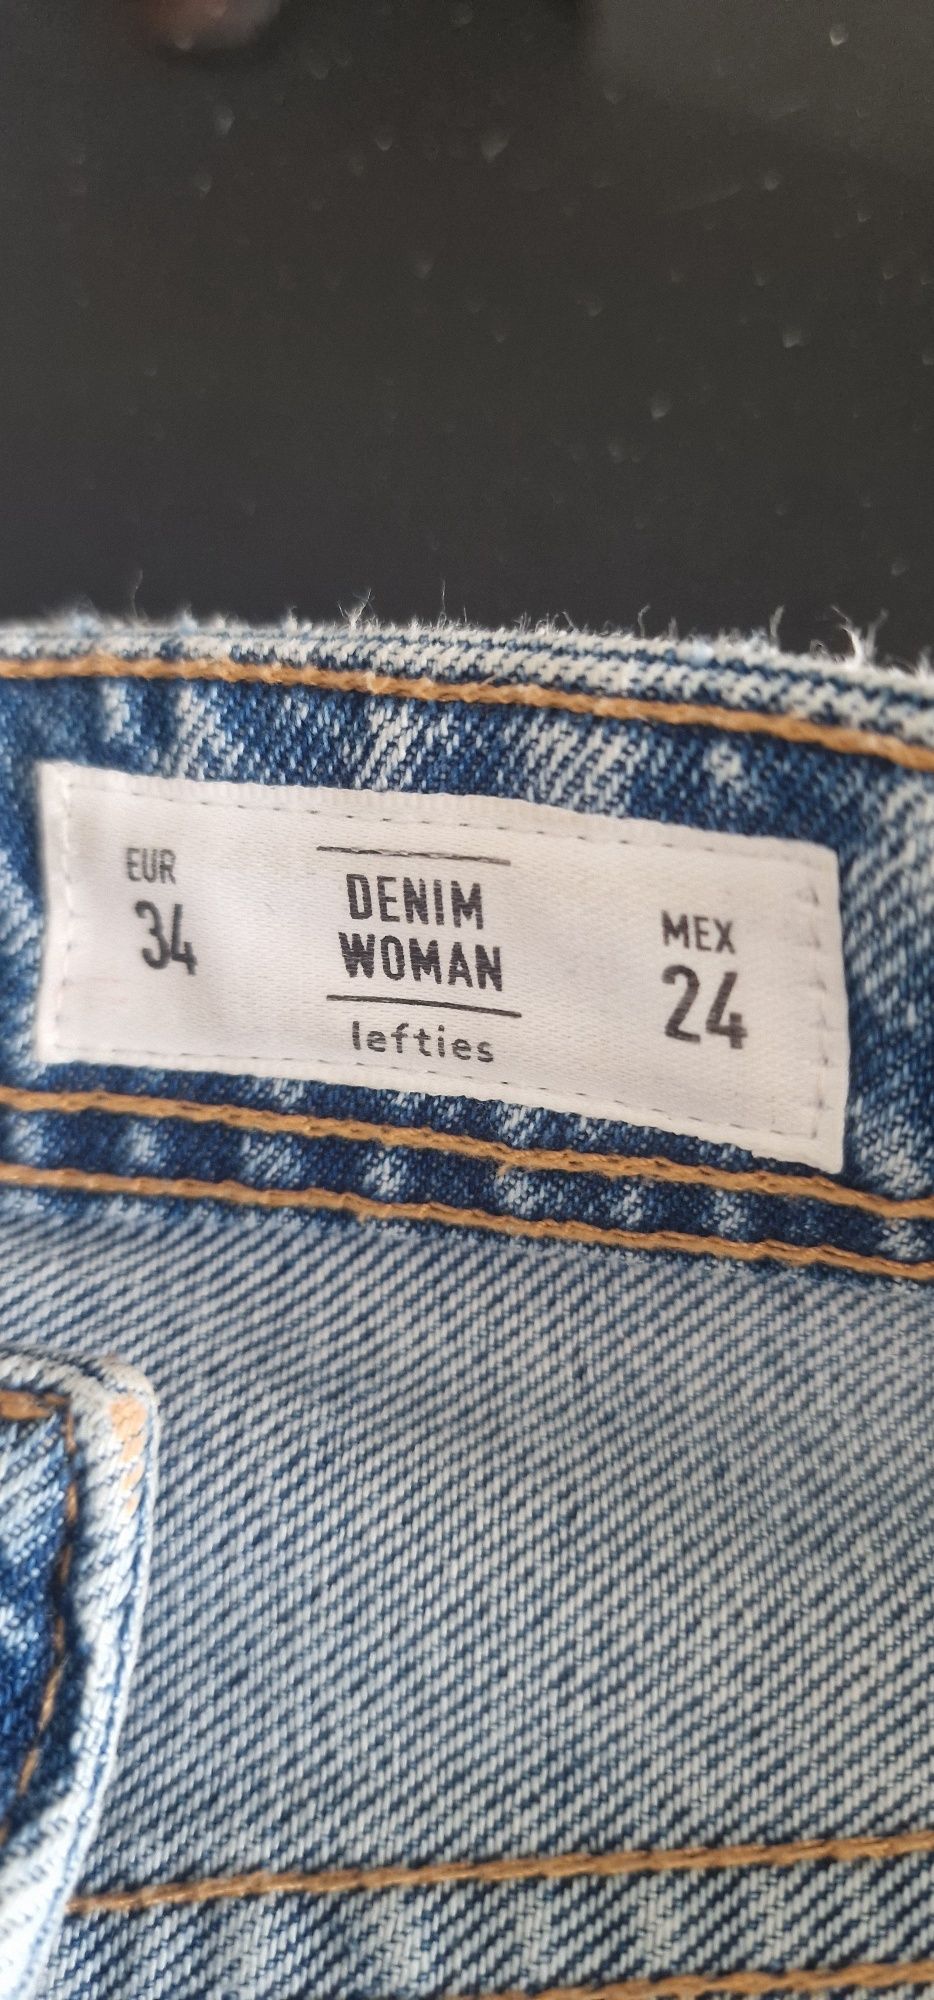 EUR
34
DENIM
WOMAN
lefties
MEX
24